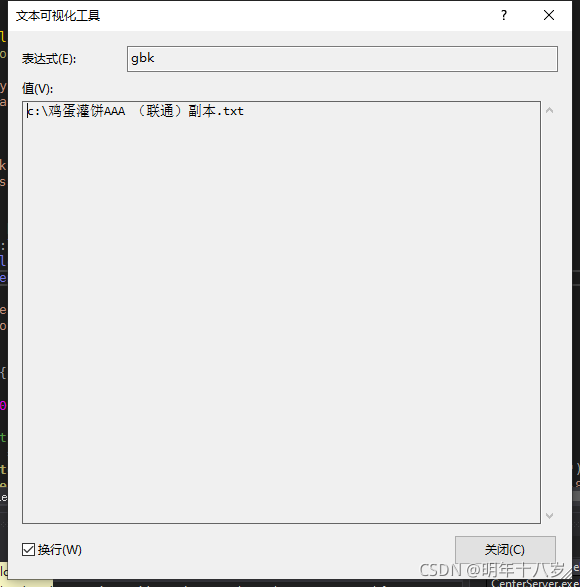 文本可视化工具
?
表达式(E):
gbk
值(V):
c:\鸡蛋灌饼AAA （联通）副本.txt
换行(W)
关闭(C)
CSDN @明年十八岁
CenterServer.exe